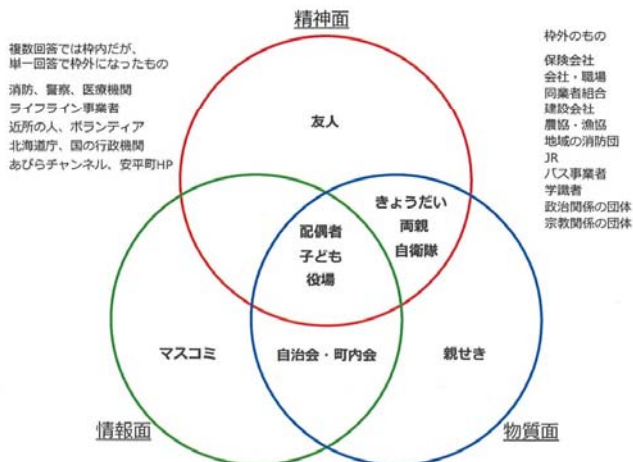 精神面
複数回答では枠内だが、
単一回答で枠外になったもの
消防、警察、医療機関
ライフライン事業者
近所の人、ボランティア
北海道庁、国の行政機関
あびらチャンネル、安平町HP
枠外のもの
保険会社
会社・職場
同業者組合
建設会社
農協・漁協
地域の消防団
JR
バス事業者
学識者
政治関係の団体
宗教関係の団体
友人
きょうだい
両親
自衛隊
配偶者
子ども
役場
マスコミ
自治会・町内会
親せき
情報面
物質面